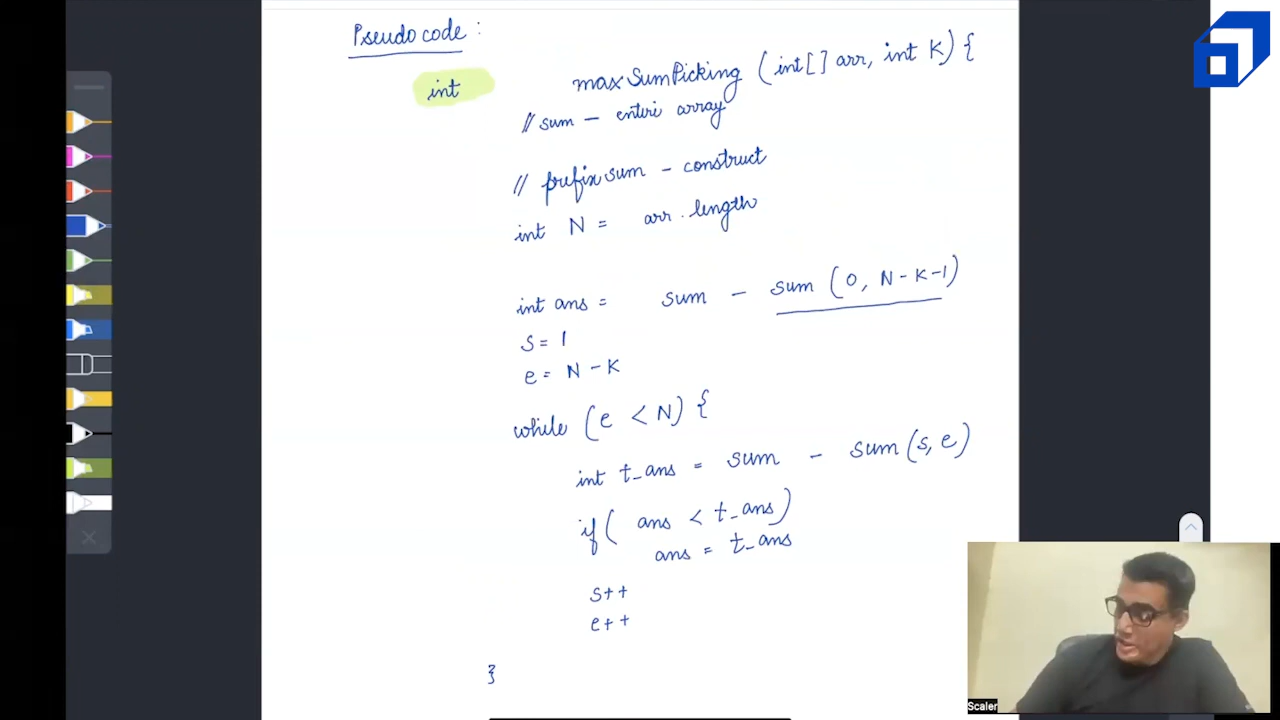 Pseudo code :
int maxSumPicking (int[] arr, int K) {
// sum – entire array
// prefixsum – construct
int N = arr.length
int ans = sum – sum (0, N-K-1)
s = 1
e = N-K
while (e < N) {
int t_ans = sum – sum(s, e)
if( ans < t_ans)
ans = t_ans
s++
e++
}
Scaler